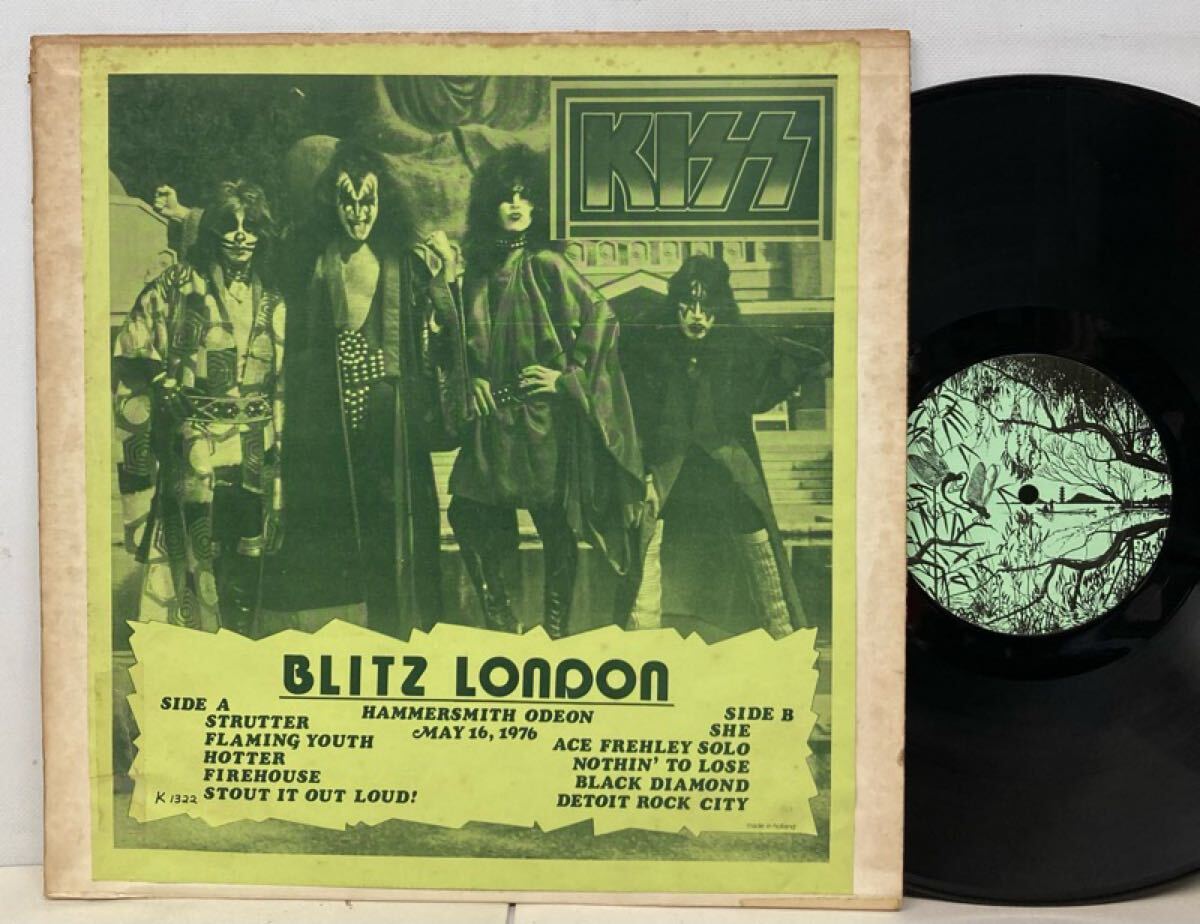 KISS
BLITZ LONDON
HAMMERSMITH ODEON
MAY 16, 1976
SIDE A
STRUTTER
FLAMING YOUTH
HOTTER
FIREHOUSE
STOUT IT OUT LOUD!
K 1322
SIDE B
SHE
ACE FREHLEY SOLO
NOTHIN' TO LOSE
BLACK DIAMOND
DETOIT ROCK CITY
made in holland